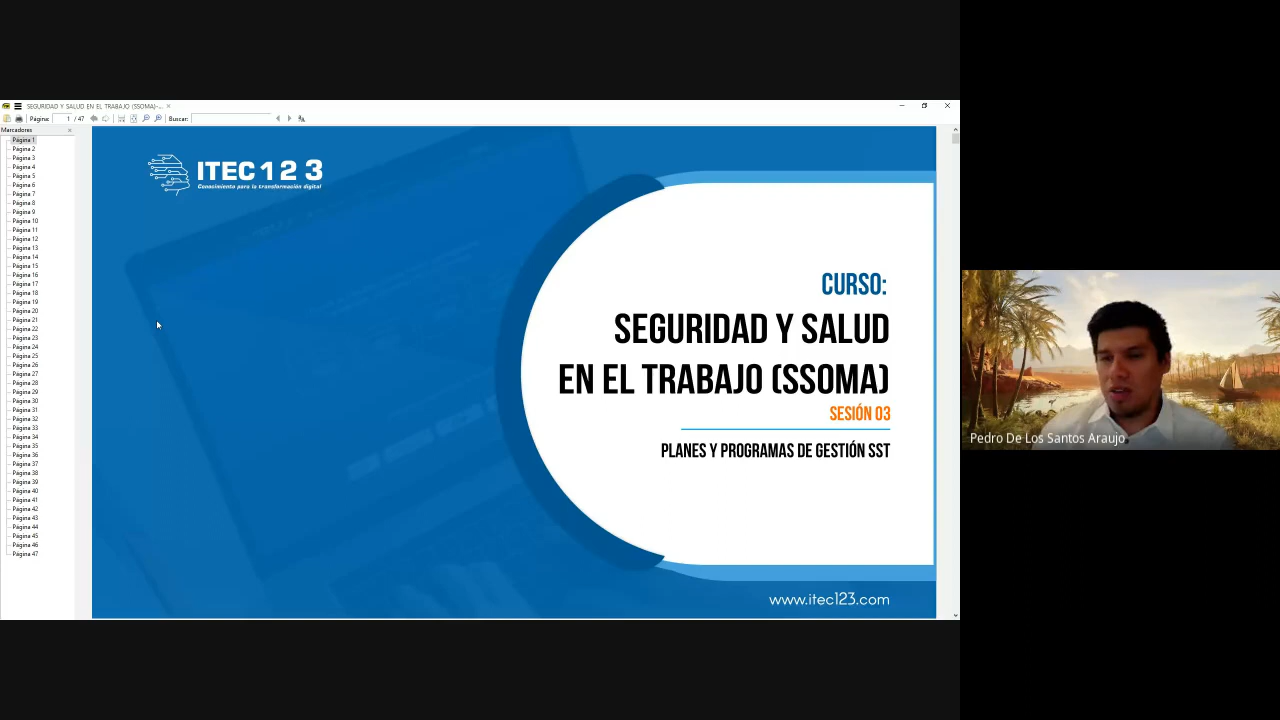 SEGURIDAD Y SALUD EN EL TRABAJO (SSOMA)-...
Página: 1 / 47 Buscar:
Marcadores
Página 1
Página 2
Página 3
Página 4
Página 5
Página 6
Página 7
Página 8
Página 9
Página 10
Página 11
Página 12
Página 13
Página 14
Página 15
Página 16
Página 17
Página 18
Página 19
Página 20
Página 21
Página 22
Página 23
Página 24
Página 25
Página 26
Página 27
Página 28
Página 29
Página 30
Página 31
Página 32
Página 33
Página 34
Página 35
Página 36
Página 37
Página 38
Página 39
Página 40
Página 41
Página 42
Página 43
Página 44
Página 45
Página 46
Página 47
ITEC 1 2 3
Conocimiento para la transformación digital
CURSO:
SEGURIDAD Y SALUD
EN EL TRABAJO (SSOMA)
SESIÓN 03
PLANES Y PROGRAMAS DE GESTIÓN SST
www.itec123.com
Pedro De Los Santos Araujo